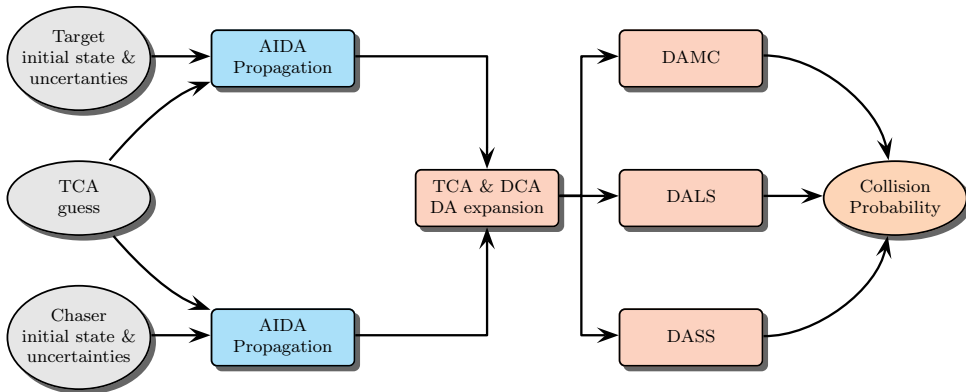 Target
initial state &
uncertanties
AIDA
Propagation
DAMC
TCA
guess
TCA & DCA
DA expansion
DALS
Collision
Probability
Chaser
initial state &
uncertainties
AIDA
Propagation
DASS